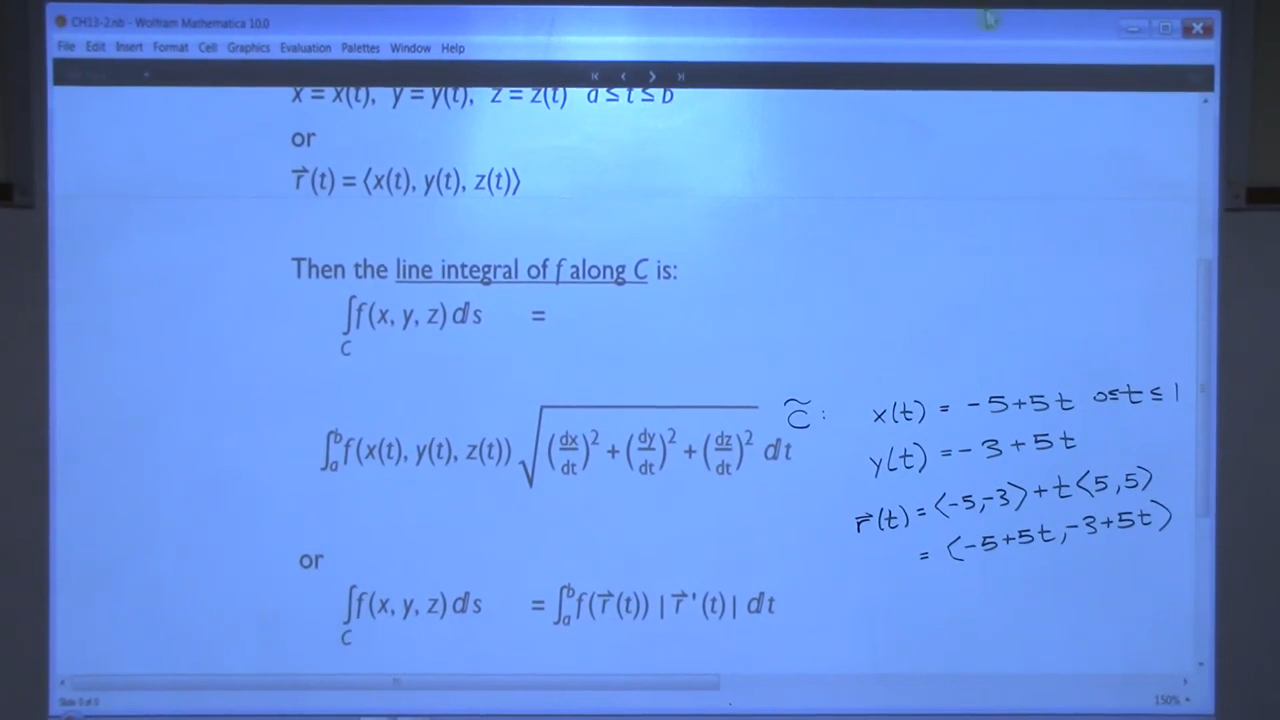 CH13-2.nb - Wolfram Mathematica 10.0
File Edit Insert Format Cell Graphics Evaluation Palettes Window Help
x = x(t), y = y(t), z = z(t) a ≤ t ≤ b
or
r⃗(t) = ⟨x(t), y(t), z(t)⟩
Then the line integral of f along C is:
∫_C f(x, y, z) ds =
∫_a^b f(x(t), y(t), z(t)) √((dx/dt)² + (dy/dt)² + (dz/dt)²) dt
or
∫_C f(x, y, z) ds = ∫_a^b f(r⃗(t)) | r⃗'(t) | dt
C̃: x(t) = -5+5t 0≤t≤1
y(t) = -3+5t
r⃗(t) = ⟨-5,-3⟩+t⟨5,5⟩
= ⟨-5+5t,-3+5t⟩
150%